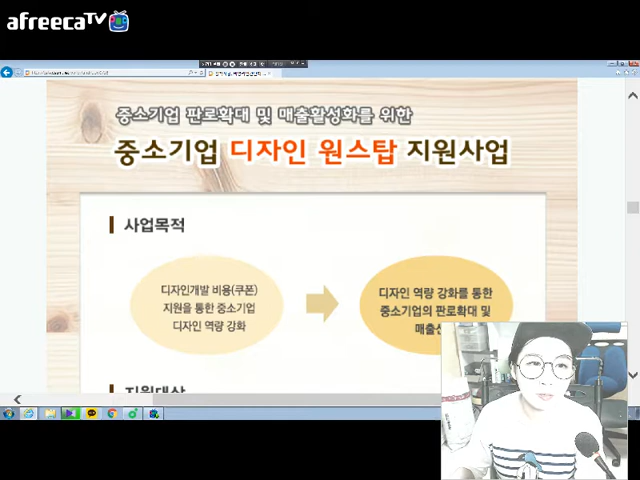 afreecaTV
중소기업 판로확대 및 매출활성화를 위한
중소기업 디자인 원스탑 지원사업
사업목적
디자인개발 비용(쿠폰)
지원을 통한 중소기업
디자인 역량 강화
디자인 역량 강화를 통한
중소기업의 판로확대 및
지원대상